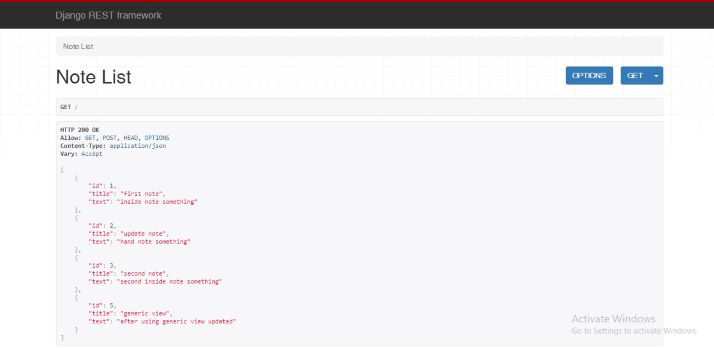 Django REST framework
Note List
Note List
OPTIONS
GET
GET /
HTTP 200 OK
Allow: GET, POST, HEAD, OPTIONS
Content-Type: application/json
Vary: Accept
[
{
"id": 1,
"title": "first note",
"text": "inside note something"
},
{
"id": 2,
"title": "update note",
"text": "hand note something"
},
{
"id": 3,
"title": "second note",
"text": "second inside note something"
},
{
"id": 5,
"title": "generic view",
"text": "after using generic view updated"
}
]
Activate Windows
Go to Settings to activate Windows.